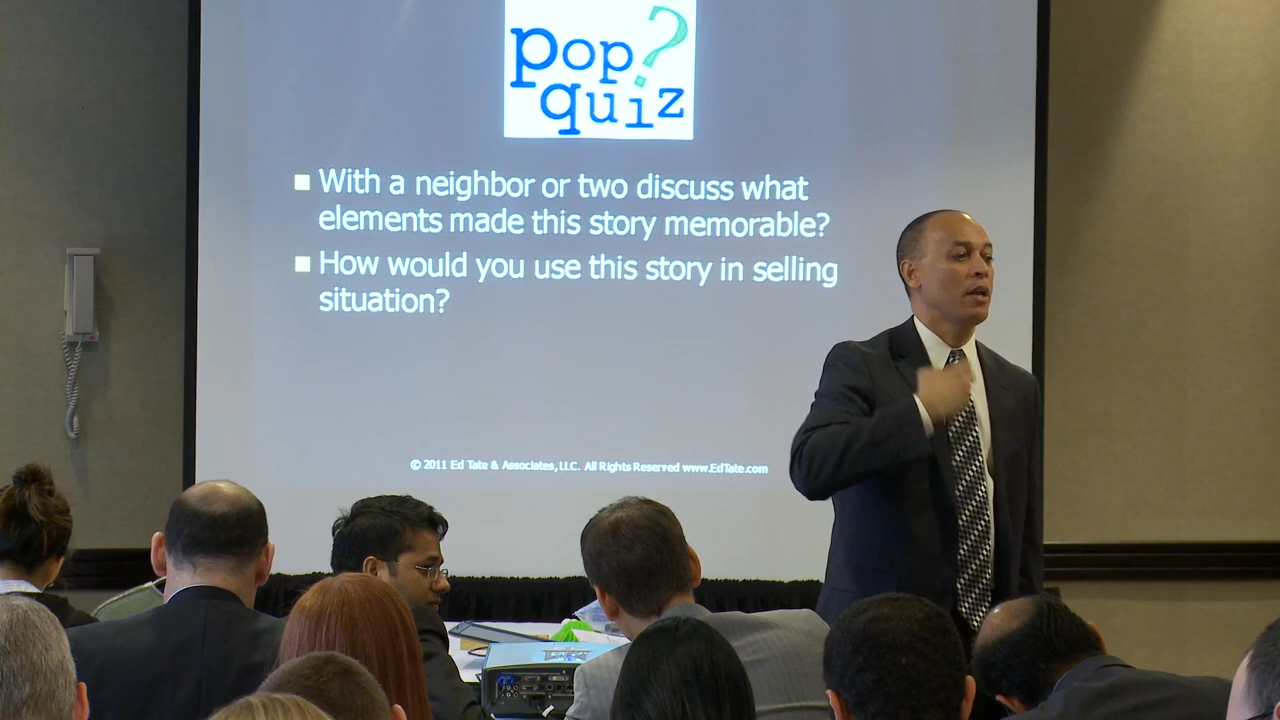 pop?
quiz
With a neighbor or two discuss what
elements made this story memorable?
How would you use this story in selling
situation?
© 2011 Ed Tate & Associates, LLC. All Rights Reserved www.EdTate.com